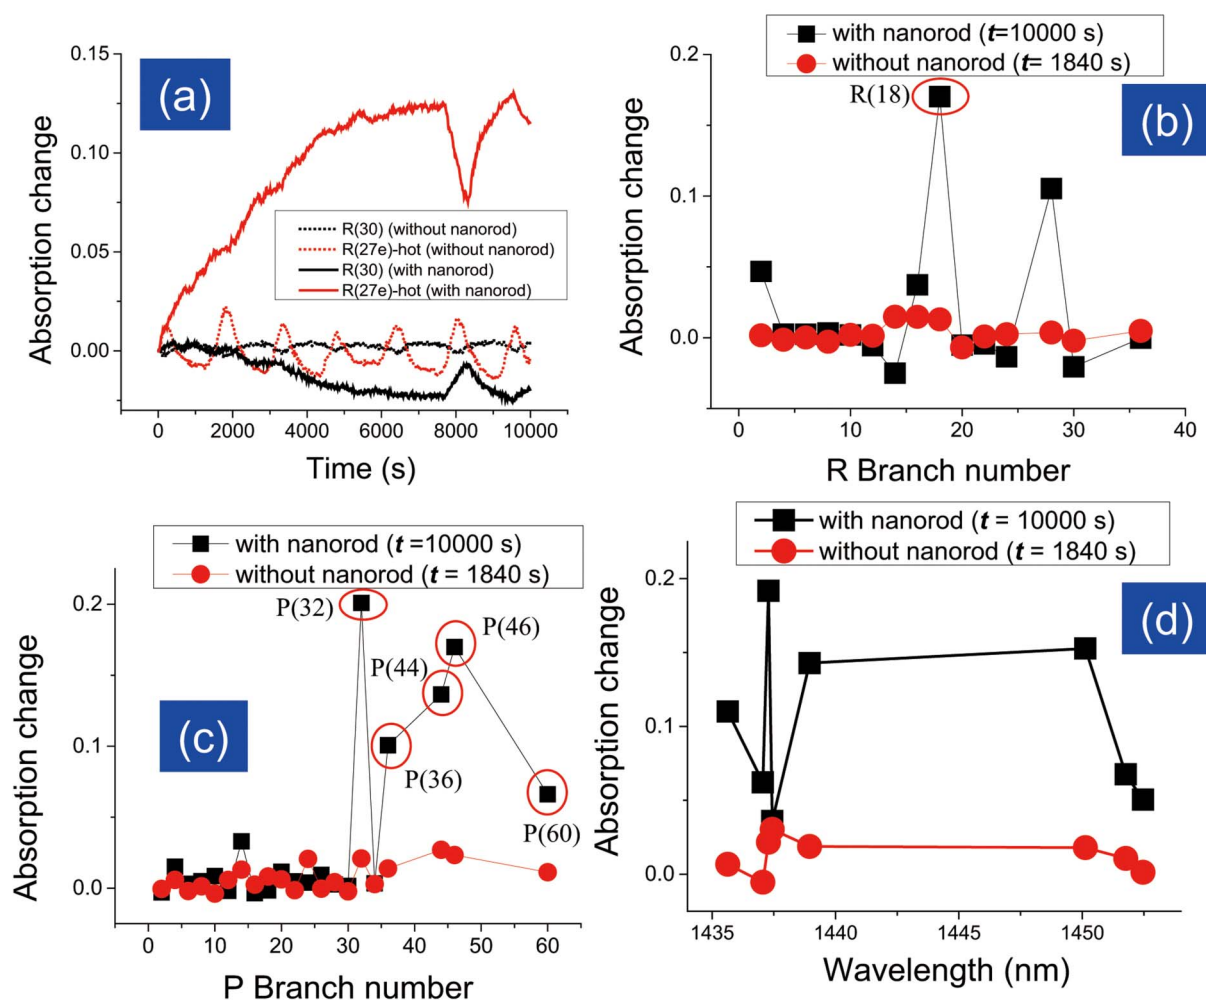 (a)
Absorption change
0.15
0.10
0.05
0.00
R(30) (without nanorod)
R(27e)-hot (without nanorod)
R(30) (with nanorod)
R(27e)-hot (with nanorod)
0 2000 4000 6000 8000 10000
Time (s)
with nanorod (t=10000 s)
without nanorod (t= 1840 s)
(b)
R(18)
Absorption change
0.2
0.1
0.0
0 10 20 30 40
R Branch number
with nanorod (t =10000 s)
without nanorod (t = 1840 s)
(c)
P(32)
P(46)
P(44)
P(36)
P(60)
Absorption change
0.2
0.1
0.0
0 10 20 30 40 50 60
P Branch number
with nanorod (t = 10000 s)
without nanorod (t = 1840 s)
(d)
Absorption change
0.2
0.1
0.0
1435 1440 1445 1450
Wavelength (nm)